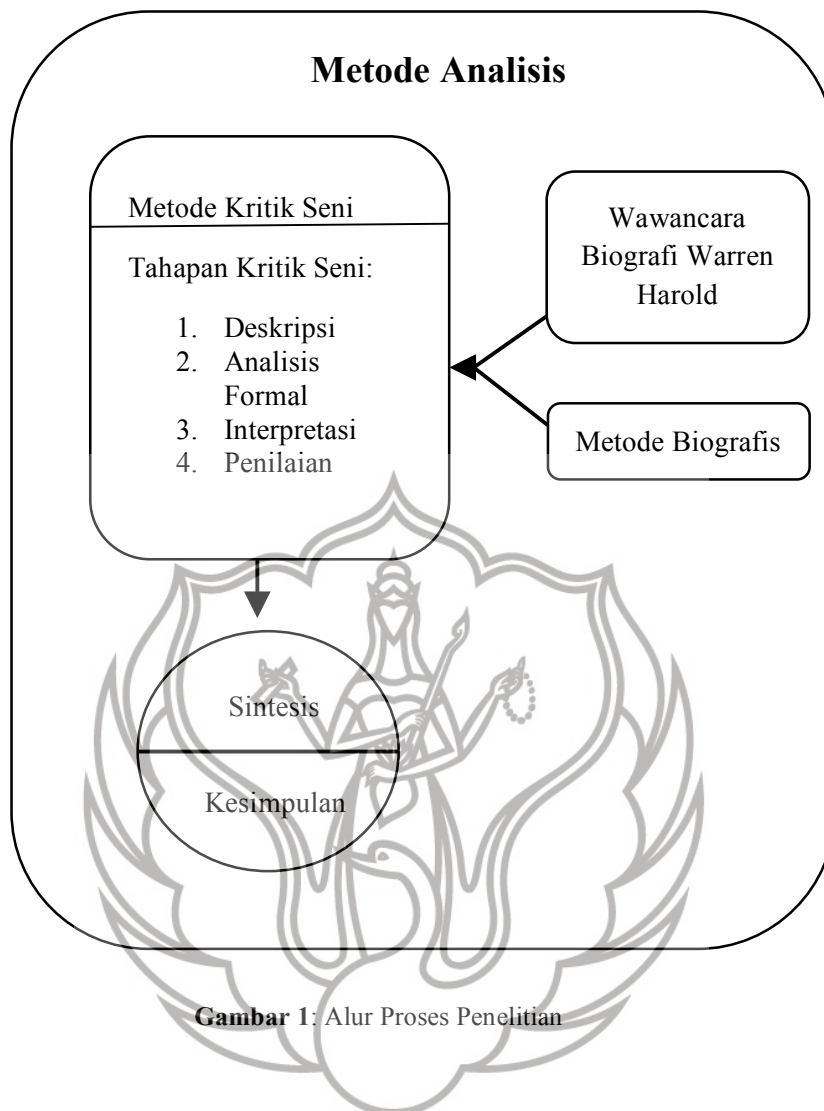 Metode Analisis
Metode Kritik Seni
Tahapan Kritik Seni:
1. Deskripsi
2. Analisis
Formal
3. Interpretasi
4. Penilaian
Wawancara
Biografi Warren
Harold
Metode Biografis
Sintesis
Kesimpulan
Gambar 1: Alur Proses Penelitian